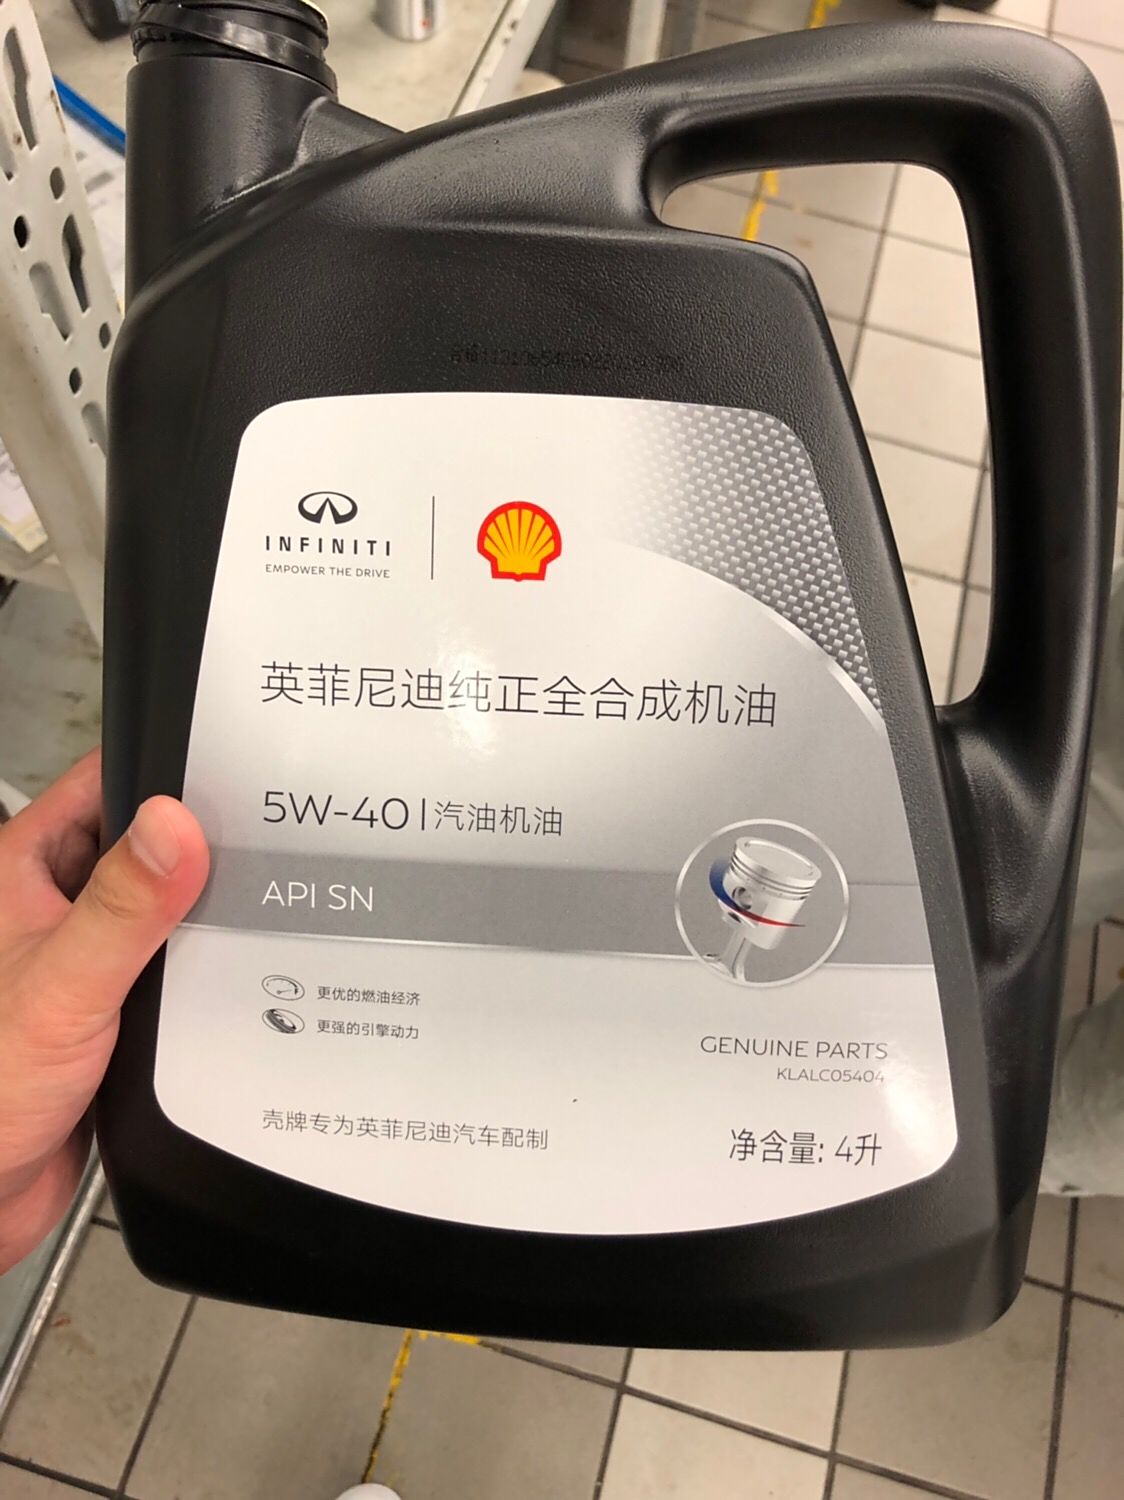 INFINITI
EMPOWER THE DRIVE
英菲尼迪纯正全合成机油
5W-40 | 汽油机油
API SN
更优的燃油经济
更强的引擎动力
GENUINE PARTS
KLALC05404
壳牌专为英菲尼迪汽车配制
净含量: 4升